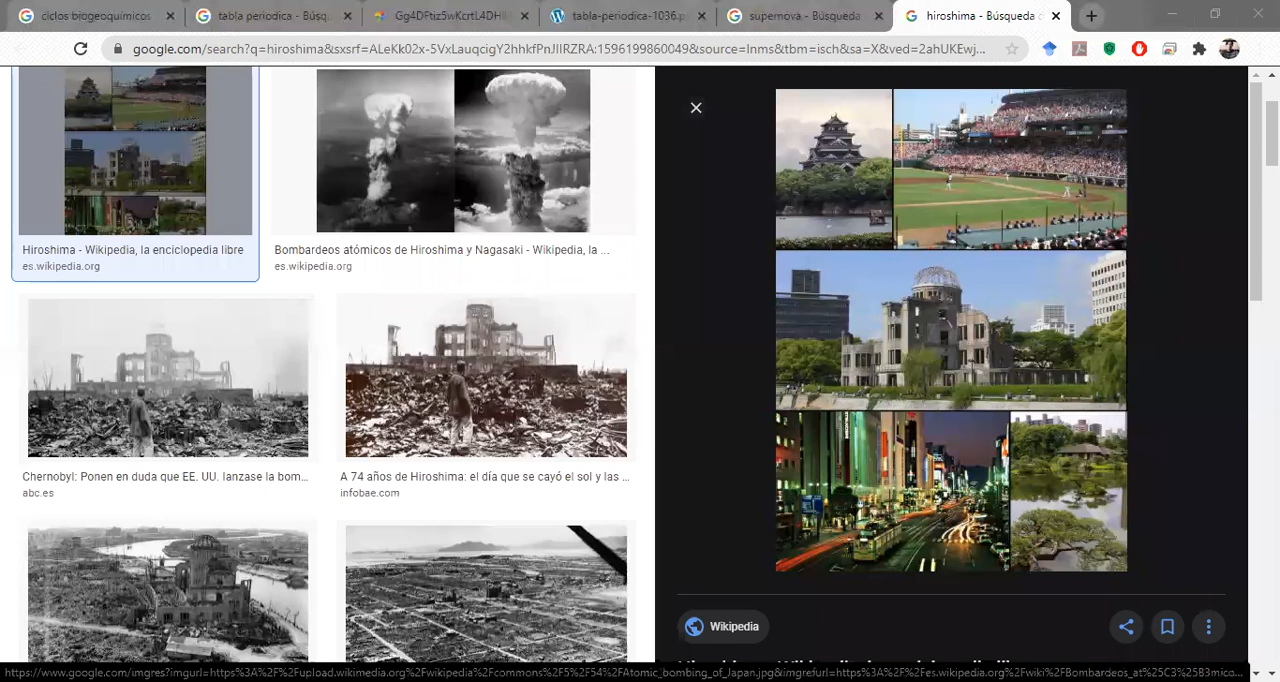 ciclos biogeoquímicos
tabla periodica - Búsqu
Gg4DFtiz5wKcrtL4DH8
tabla-periodica-1036.p
supernova - Búsqueda
hiroshima - Búsqueda c
google.com/search?q=hiroshima&sxsrf=ALeKk02x-5VxLauqcigY2hhkfPnJIIRZRA:1596199860049&source=lnms&tbm=isch&sa=X&ved=2ahUKEwj...
Hiroshima - Wikipedia, la enciclopedia libre
es.wikipedia.org
Bombardeos atómicos de Hiroshima y Nagasaki - Wikipedia, la ...
es.wikipedia.org
Chernobyl: Ponen en duda que EE. UU. lanzase la bom...
abc.es
A 74 años de Hiroshima: el día que se cayó el sol y las ...
infobae.com
Wikipedia
https://www.google.com/imgres?imgurl=https%3A%2F%2Fupload.wikimedia.org%2Fwikipedia%2Fcommons%2F5%2F54%2FAtomic_bombing_of_Japan.jpg&imgrefurl=https%3A%2F%2Fes.wikipedia.org%2Fwiki%2FBombardeos_at%25C3%25B3mico...